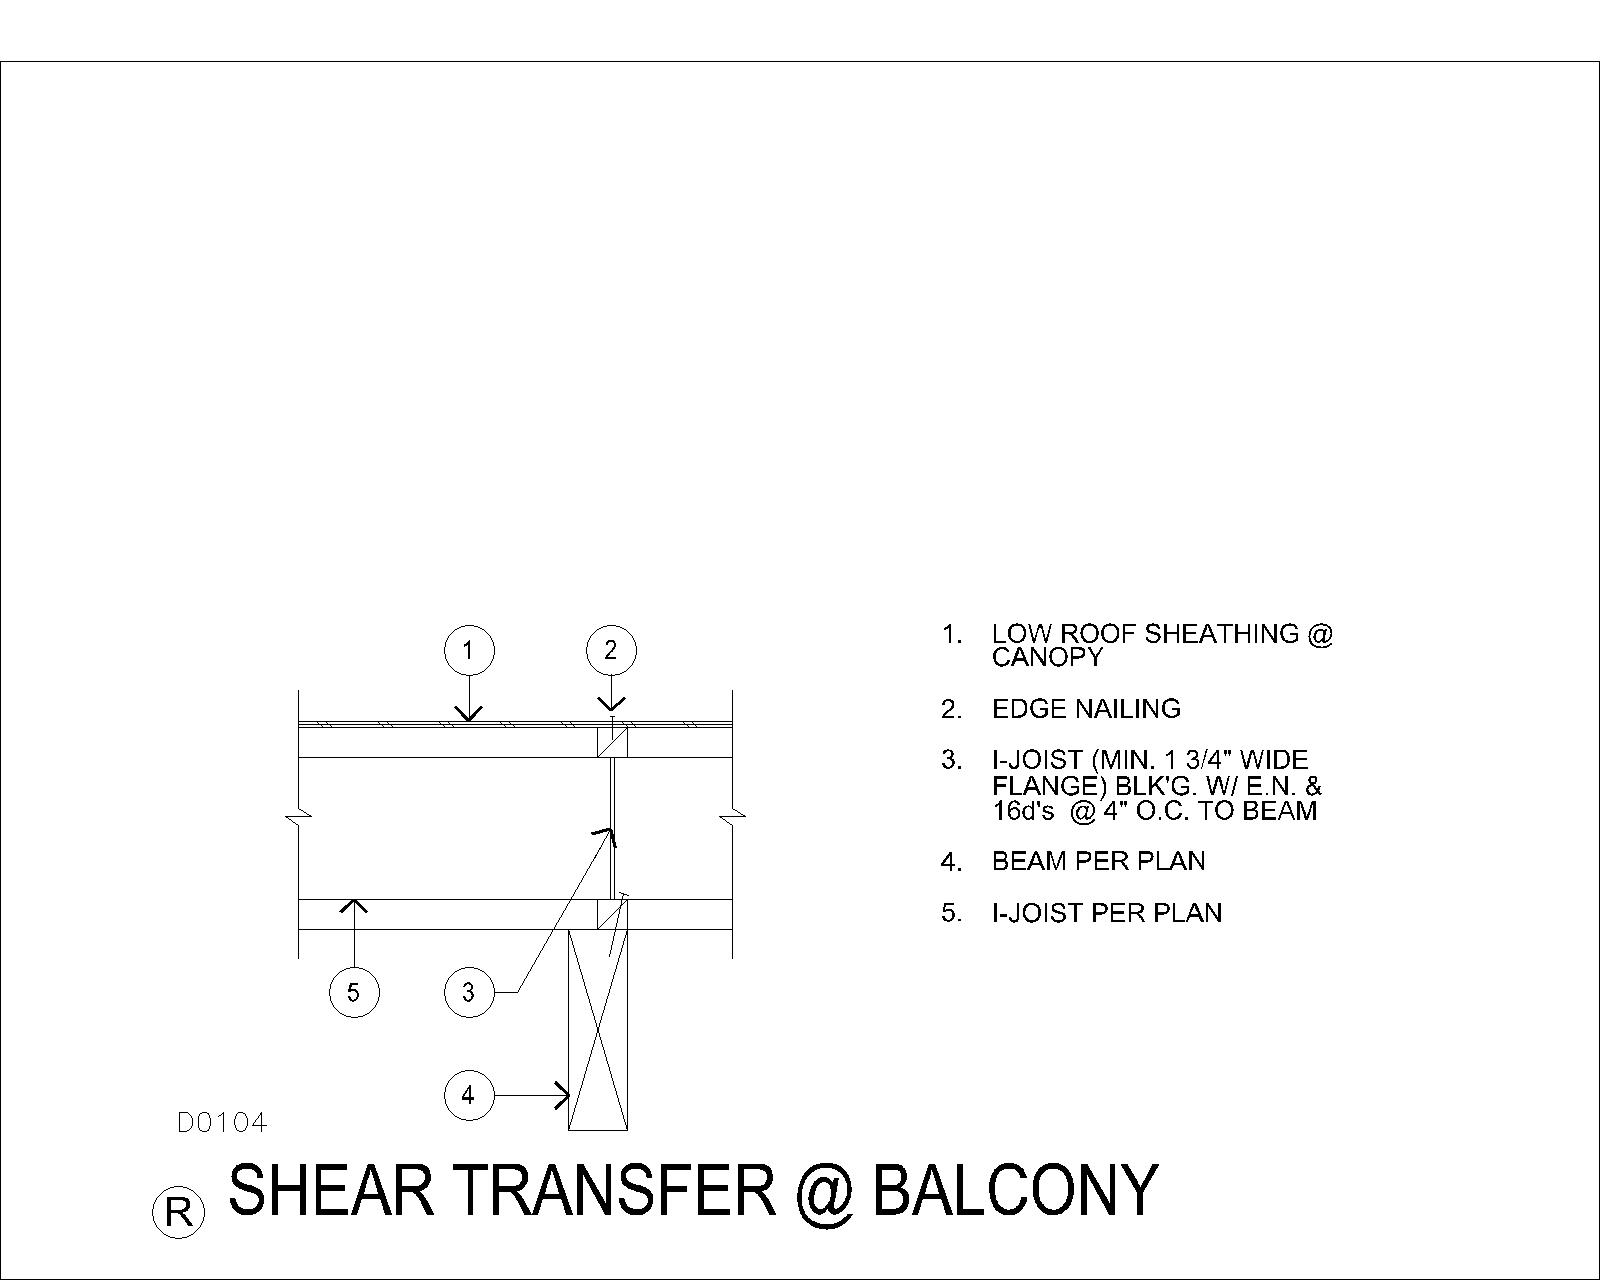 1
2
1. LOW ROOF SHEATHING @
CANOPY
2. EDGE NAILING
3. I-JOIST (MIN. 1 3/4" WIDE
FLANGE) BLK'G. W/ E.N. &
16d's @ 4" O.C. TO BEAM
4. BEAM PER PLAN
5. I-JOIST PER PLAN
5
3
4
D0104
R SHEAR TRANSFER @ BALCONY